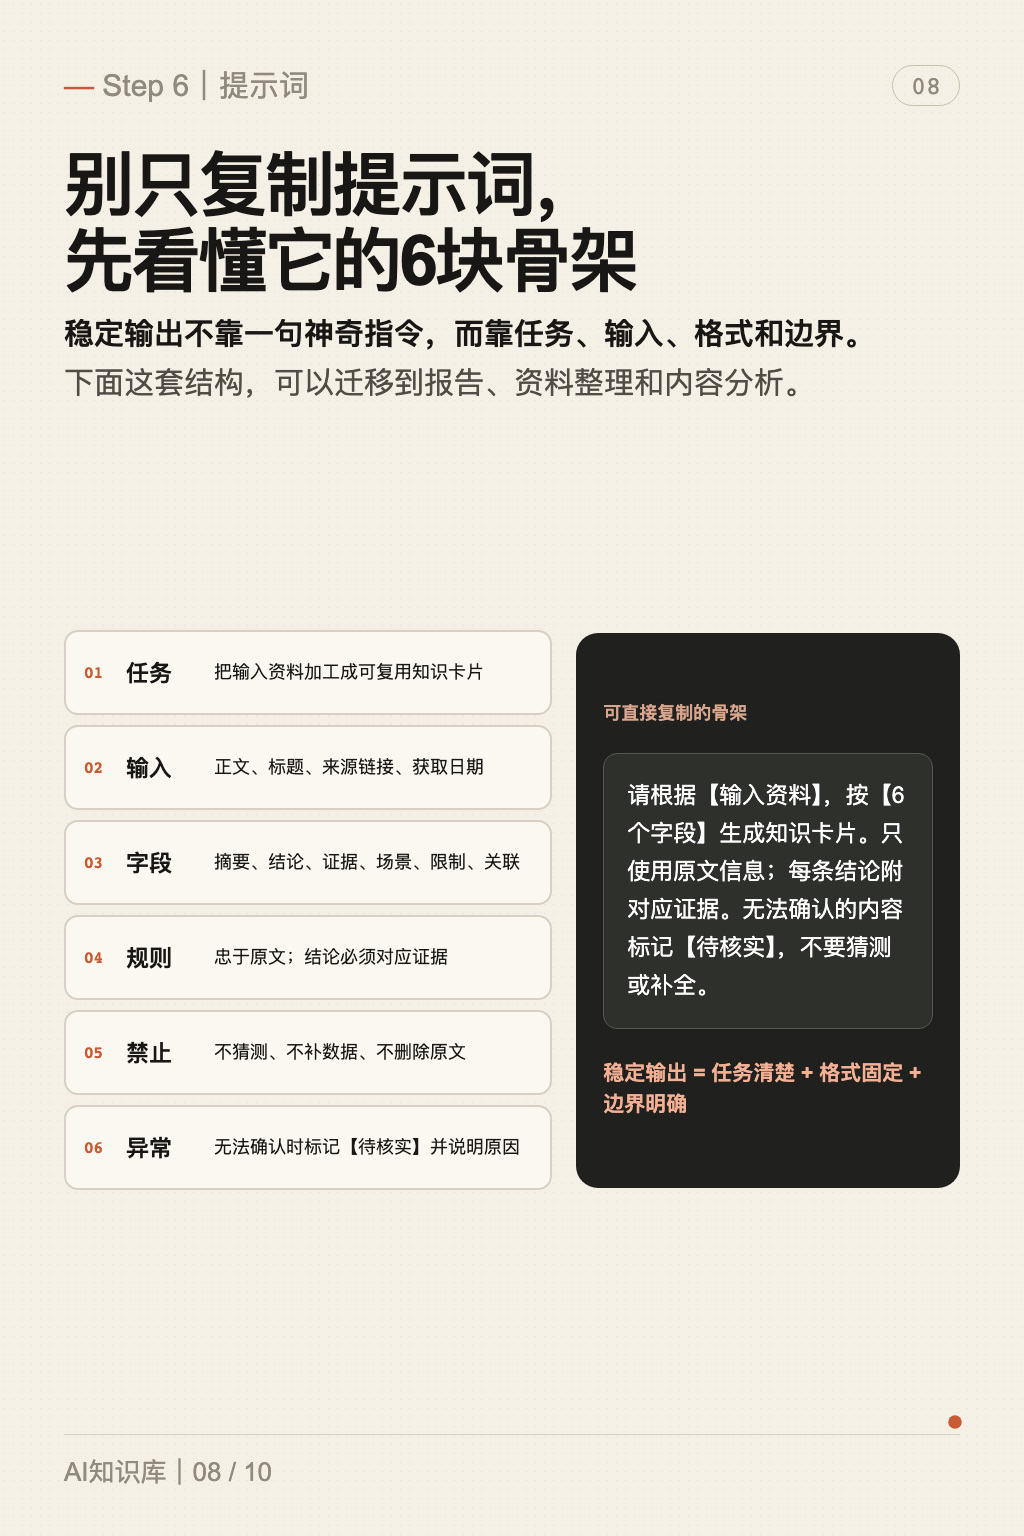 — Step 6｜提示词
08
别只复制提示词，
先看懂它的6块骨架
稳定输出不靠一句神奇指令，而靠任务、输入、格式和边界。
下面这套结构，可以迁移到报告、资料整理和内容分析。
01 任务 把输入资料加工成可复用知识卡片
02 输入 正文、标题、来源链接、获取日期
03 字段 摘要、结论、证据、场景、限制、关联
04 规则 忠于原文；结论必须对应证据
05 禁止 不猜测、不补数据、不删除原文
06 异常 无法确认时标记【待核实】并说明原因
可直接复制的骨架
请根据【输入资料】，按【6
个字段】生成知识卡片。只
使用原文信息；每条结论附
对应证据。无法确认的内容
标记【待核实】，不要猜测
或补全。
稳定输出 = 任务清楚 + 格式固定 +
边界明确
AI知识库｜08 / 10